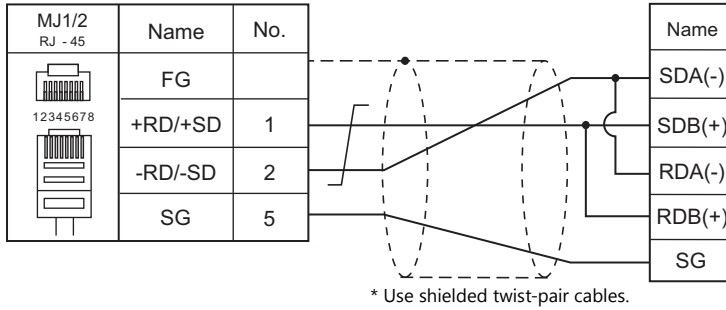 MJ1/2
RJ - 45
Name No.
FG
12345678
+RD/+SD 1
-RD/-SD 2
SG 5
Name
SDA(-)
SDB(+)
RDA(-)
RDB(+)
SG
* Use shielded twist-pair cables.